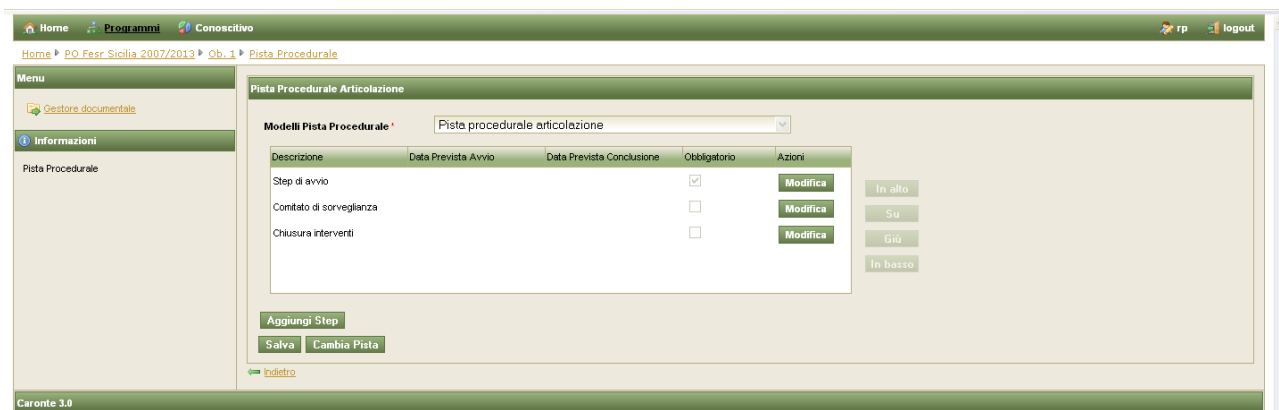 Home Programmi Conoscitivo rp logout
Home PO Fesr Sicilia 2007/2013 Ob. 1 Pista Procedurale
Menu
Gestore documentale
Informazioni
Pista Procedurale
Pista Procedurale Articolazione
Modelli Pista Procedurale * Pista procedurale articolazione
Descrizione Data Prevista Avvio Data Prevista Conclusione Obbligatorio Azioni
Step di avvio Modifica
Comitato di sorveglianza Modifica
Chiusura interventi Modifica
In alto
Su
Giù
In basso
Aggiungi Step
Salva Cambia Pista
Indietro
Caronte 3.0